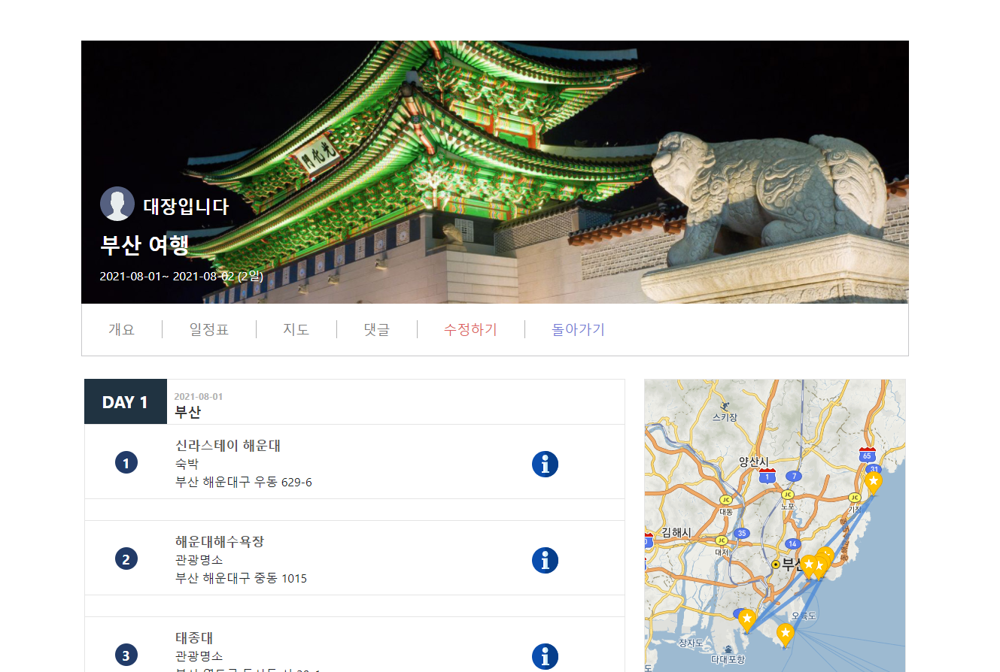 光化門
대장입니다
부산 여행
2021-08-01~ 2021-08-02 (2일)
개요
일정표
지도
댓글
수정하기
돌아가기
DAY 1
2021-08-01
부산
1
신라스테이 해운대
숙박
부산 해운대구 우동 629-6
2
해운대해수욕장
관광명소
부산 해운대구 중동 1015
3
태종대
관광명소
스키장
양산시
65
31
1
7
JC
JC
JC
대동
노포
기장
김해시
35
JC
14
대저
부산
오륙도
장자도
다대포항